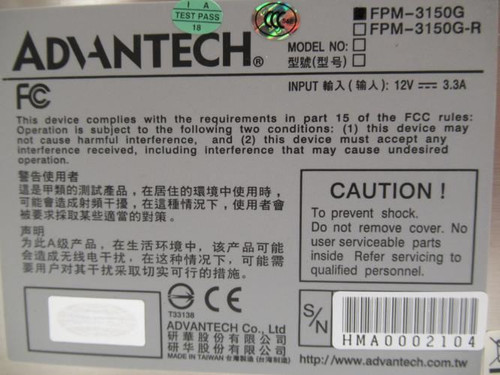 I A
TEST PASS
18
ADVANTECH®
■FPM-3150G
□FPM-3150G-R
MODEL NO:□
型號(型号):□
FC
INPUT 輸入(输入): 12V ⎓ 3.3A
This device complies with the requirements in part 15 of the FCC rules:
Operation is subject to the following two conditions: (1) this device may
not cause harmful interference, and (2) this device must accept any
interference received, including interference that may cause undesired
operation.
警告使用者
這是甲類的測試產品，在居住的環境中使用時，
可能會造成射頻干擾，在這種情況下，使用者會
被要求採取某些適當的對策。
声明
为此A级产品，在生活环境中，该产品可能
会造成无线电干扰，在这种情况下，可能需
要用户对其干扰采取切实可行的措施。
CAUTION !
To prevent shock.
Do not remove cover. No
user serviceable parts
inside Refer servicing to
qualified personnel.
T33138
CE
ADVANTECH Co., Ltd
研華股份有限公司
研华股份有限公司
MADE IN TAIWAN 台灣製造 (台湾制造)
S/N
HMA0002104
http://www.advantech.com.tw